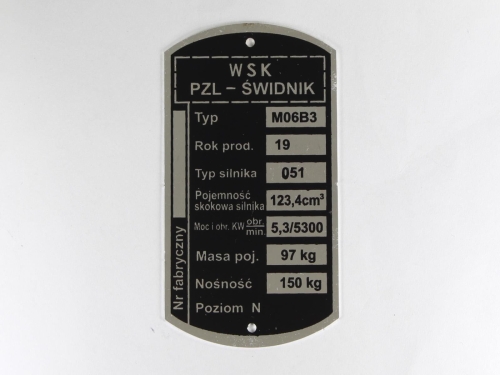 WSK
PZL - ŚWIDNIK
Typ M06B3
Rok prod. 19
Typ silnika 051
Pojemność skokowa silnika 123,4cm³
Moc i obr. KW obr./min. 5,3/5300
Masa poj. 97 kg
Nośność 150 kg
Poziom N
Nr fabryczny